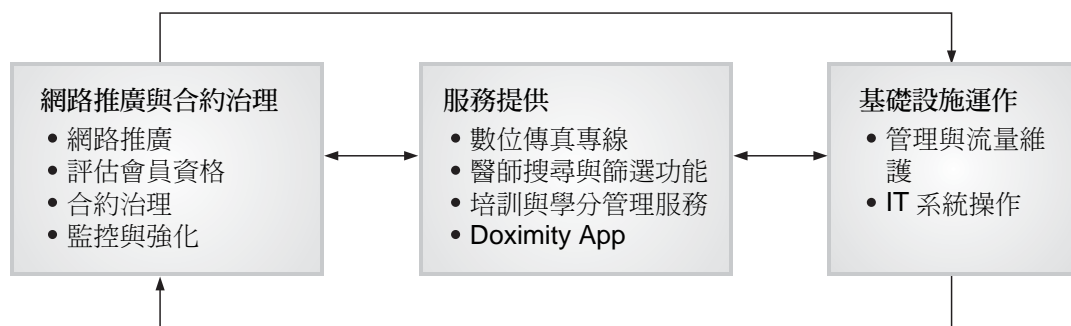 網路推廣與合約治理
• 網路推廣
• 評估會員資格
• 合約治理
• 監控與強化
服務提供
• 數位傳真專線
• 醫師搜尋與篩選功能
• 培訓與學分管理服務
• Doximity App
基礎設施運作
• 管理與流量維
護
• IT 系統操作